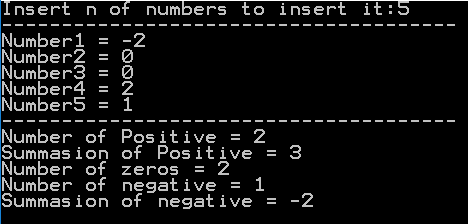 Insert n of numbers to insert it:5
---------------------------------------
Number1 = -2
Number2 = 0
Number3 = 0
Number4 = 2
Number5 = 1
---------------------------------------
Number of Positive = 2
Summasion of Positive = 3
Number of zeros = 2
Number of negative = 1
Summasion of negative = -2